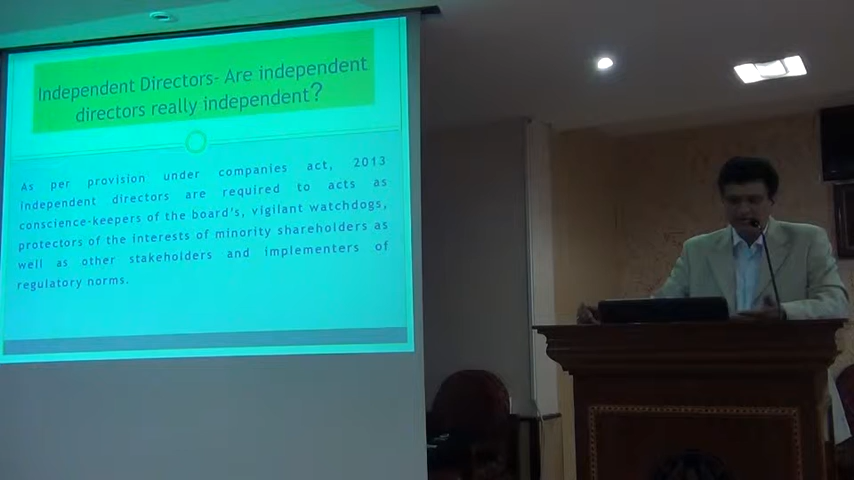 Independent Directors- Are independent
directors really independent?
As per provision under companies act, 2013
independent directors are required to acts as
conscience-keepers of the board's, vigilant watchdogs,
protectors of the interests of minority shareholders as
well as other stakeholders and implementers of
regulatory norms.